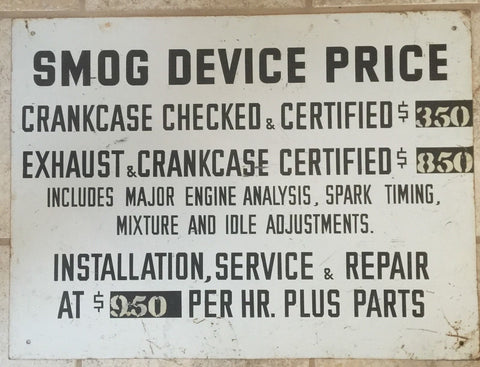 SMOG DEVICE PRICE
CRANKCASE CHECKED & CERTIFIED $ 350
EXHAUST & CRANKCASE CERTIFIED $ 850
INCLUDES MAJOR ENGINE ANALYSIS, SPARK TIMING,
MIXTURE AND IDLE ADJUSTMENTS.
INSTALLATION, SERVICE & REPAIR
AT $ 950 PER HR. PLUS PARTS